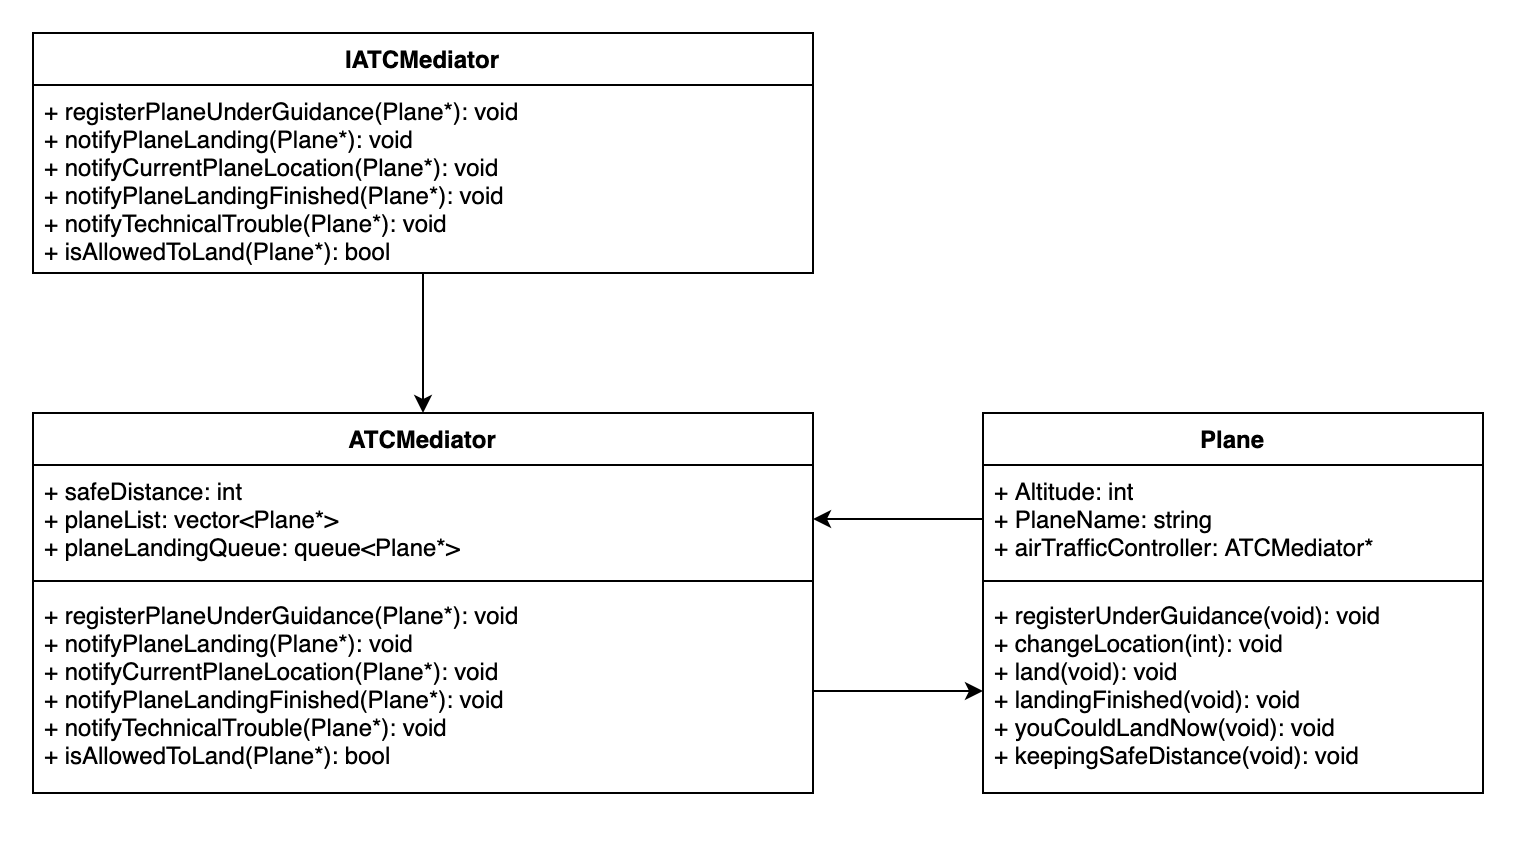 IATCMediator
+ registerPlaneUnderGuidance(Plane*): void
+ notifyPlaneLanding(Plane*): void
+ notifyCurrentPlaneLocation(Plane*): void
+ notifyPlaneLandingFinished(Plane*): void
+ notifyTechnicalTrouble(Plane*): void
+ isAllowedToLand(Plane*): bool
ATCMediator
+ safeDistance: int
+ planeList: vector<Plane*>
+ planeLandingQueue: queue<Plane*>
+ registerPlaneUnderGuidance(Plane*): void
+ notifyPlaneLanding(Plane*): void
+ notifyCurrentPlaneLocation(Plane*): void
+ notifyPlaneLandingFinished(Plane*): void
+ notifyTechnicalTrouble(Plane*): void
+ isAllowedToLand(Plane*): bool
Plane
+ Altitude: int
+ PlaneName: string
+ airTrafficController: ATCMediator*
+ registerUnderGuidance(void): void
+ changeLocation(int): void
+ land(void): void
+ landingFinished(void): void
+ youCouldLandNow(void): void
+ keepingSafeDistance(void): void